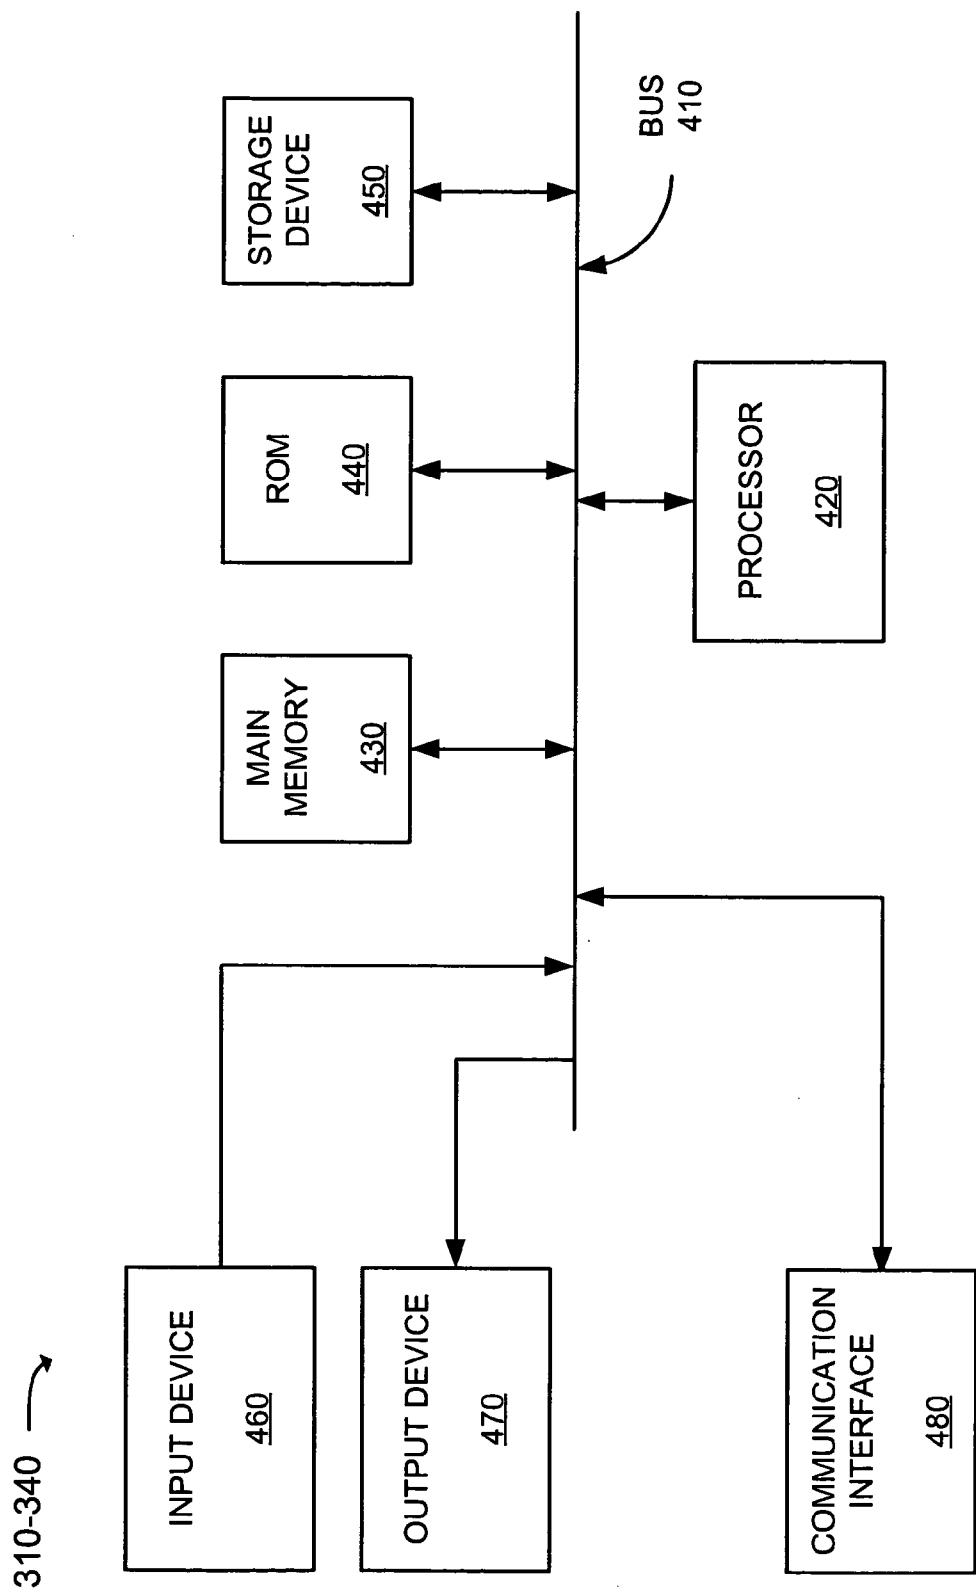 310-340
INPUT DEVICE
460
OUTPUT DEVICE
470
COMMUNICATION
INTERFACE
480
MAIN
MEMORY
430
ROM
440
STORAGE
DEVICE
450
PROCESSOR
420
BUS
410